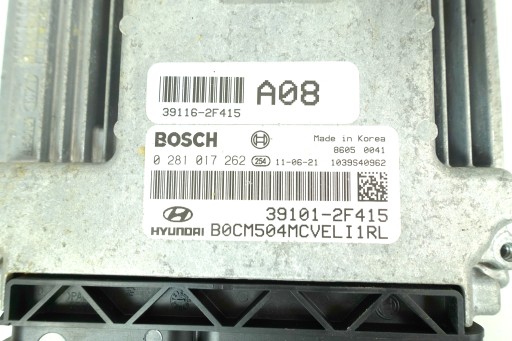 A08
39116-2F415
BOSCH
Made in Korea
8605 0041
0 281 017 262 254 11-06-21 1039S40962
39101-2F415
HYUNDAI B0CM504MCVELI1RL